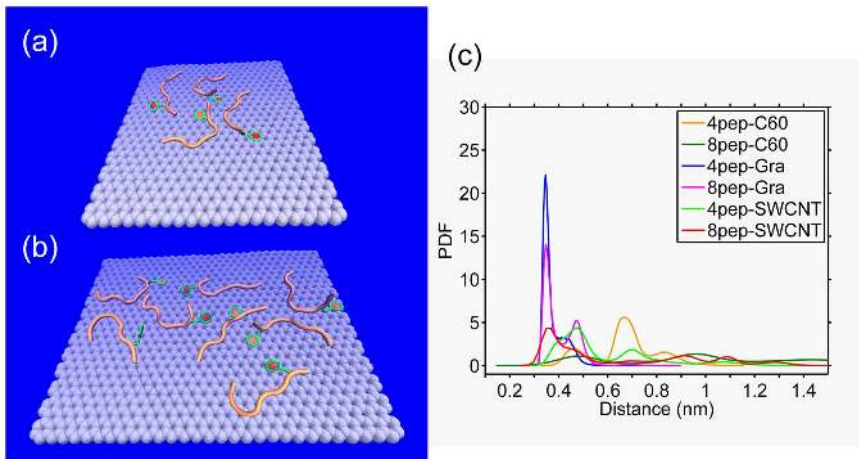 (a)
(b)
(c)
30
25
20
15
10
5
0
PDF
4pep-C60
8pep-C60
4pep-Gra
8pep-Gra
4pep-SWCNT
8pep-SWCNT
0.2 0.4 0.6 0.8 1 1.2 1.4
Distance (nm)